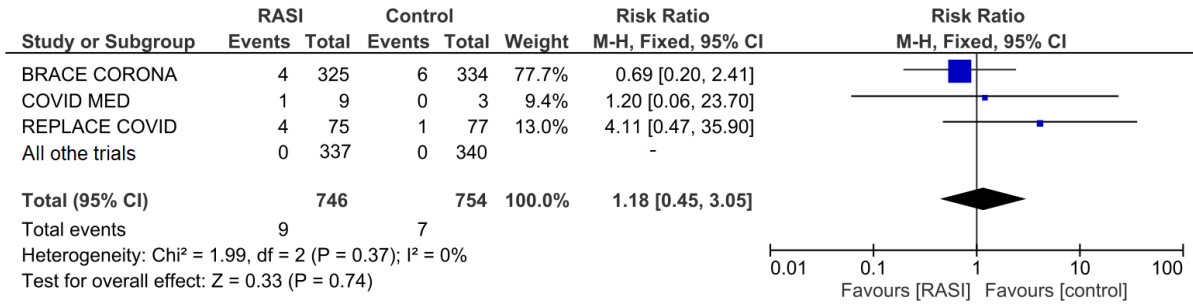 RASI Control Risk Ratio Risk Ratio
Study or Subgroup Events Total Events Total Weight M-H, Fixed, 95% CI M-H, Fixed, 95% CI
BRACE CORONA 4 325 6 334 77.7% 0.69 [0.20, 2.41]
COVID MED 1 9 0 3 9.4% 1.20 [0.06, 23.70]
REPLACE COVID 4 75 1 77 13.0% 4.11 [0.47, 35.90]
All othe trials 0 337 0 340 -
Total (95% CI) 746 754 100.0% 1.18 [0.45, 3.05]
Total events 9 7
Heterogeneity: Chi² = 1.99, df = 2 (P = 0.37); I² = 0%
Test for overall effect: Z = 0.33 (P = 0.74)
0.01 0.1 1 10 100
Favours [RASI] Favours [control]